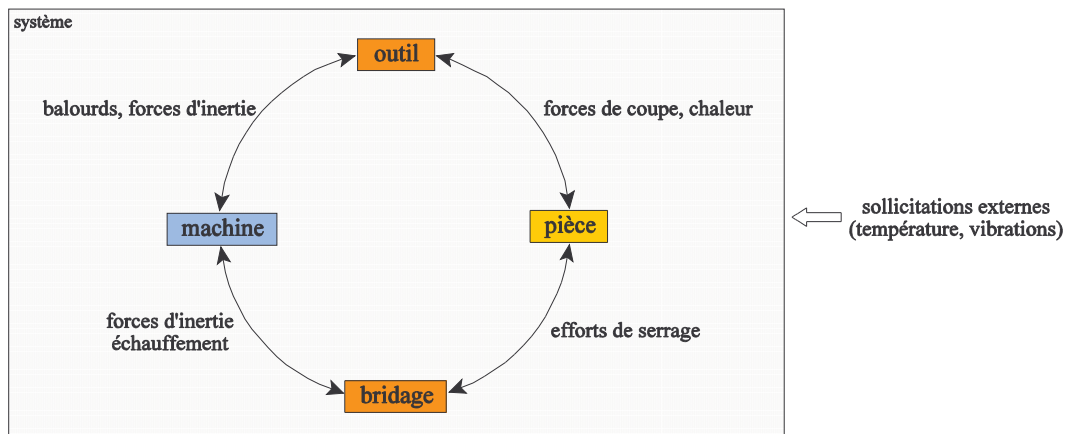 système
outil
balourds, forces d'inertie
forces de coupe, chaleur
machine
pièce
sollicitations externes
(température, vibrations)
forces d'inertie
échauffement
efforts de serrage
bridage